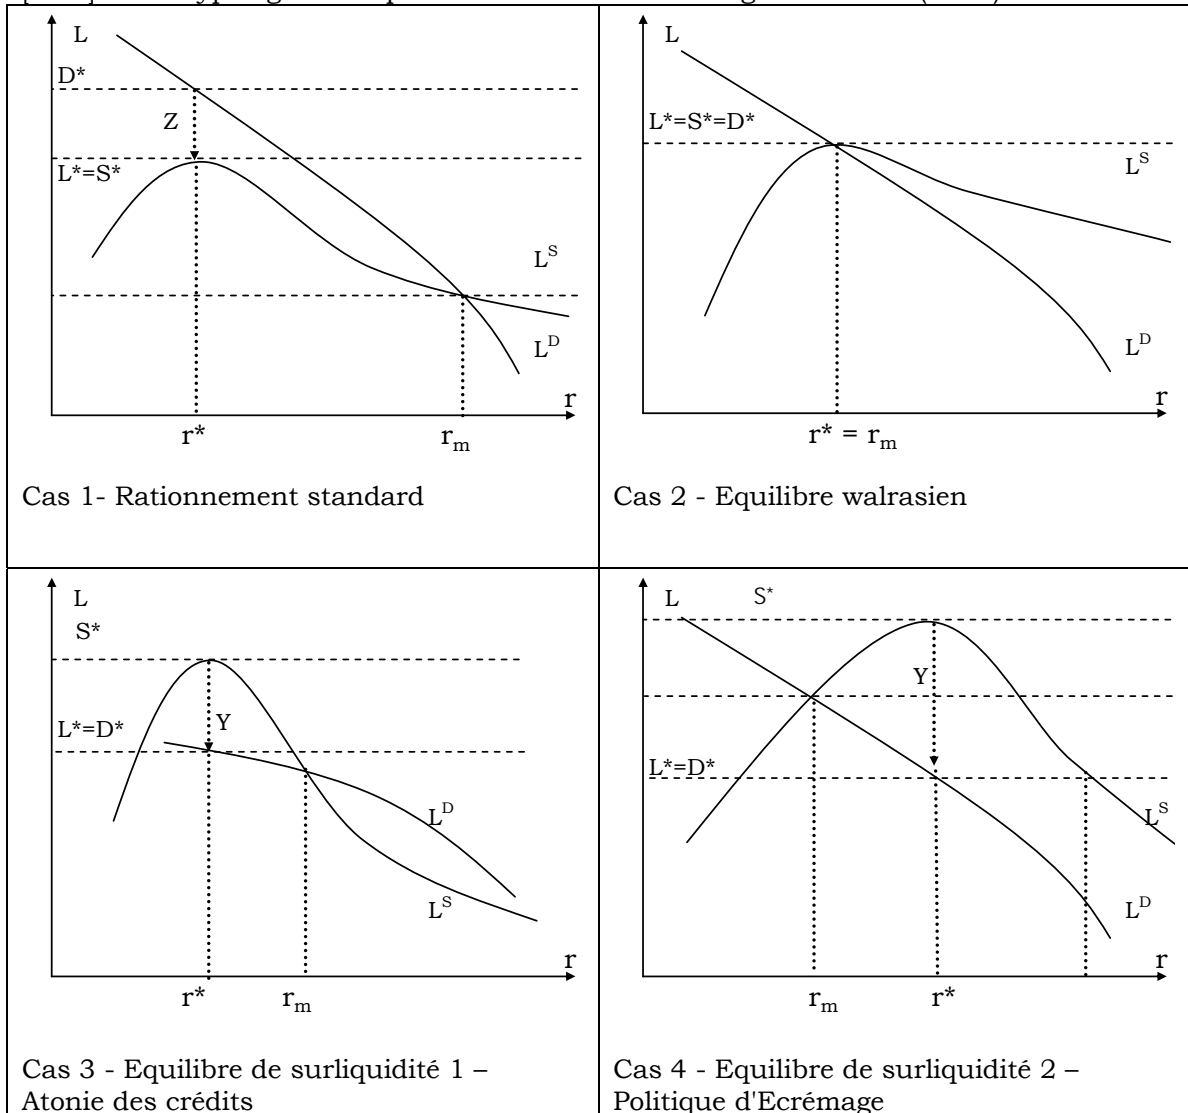 L
D*
Z
L*=S*
L^S
L^D
r
r* r_m
Cas 1- Rationnement standard
L
L*=S*=D*
L^S
L^D
r
r* = r_m
Cas 2 - Equilibre walrasien
L
S*
L*=D*
Y
L^D
L^S
r
r* r_m
Cas 3 - Equilibre de surliquidité 1 –
Atonie des crédits
L S*
Y
L*=D*
L^S
L^D
r
r_m r*
Cas 4 - Equilibre de surliquidité 2 –
Politique d'Ecrémage